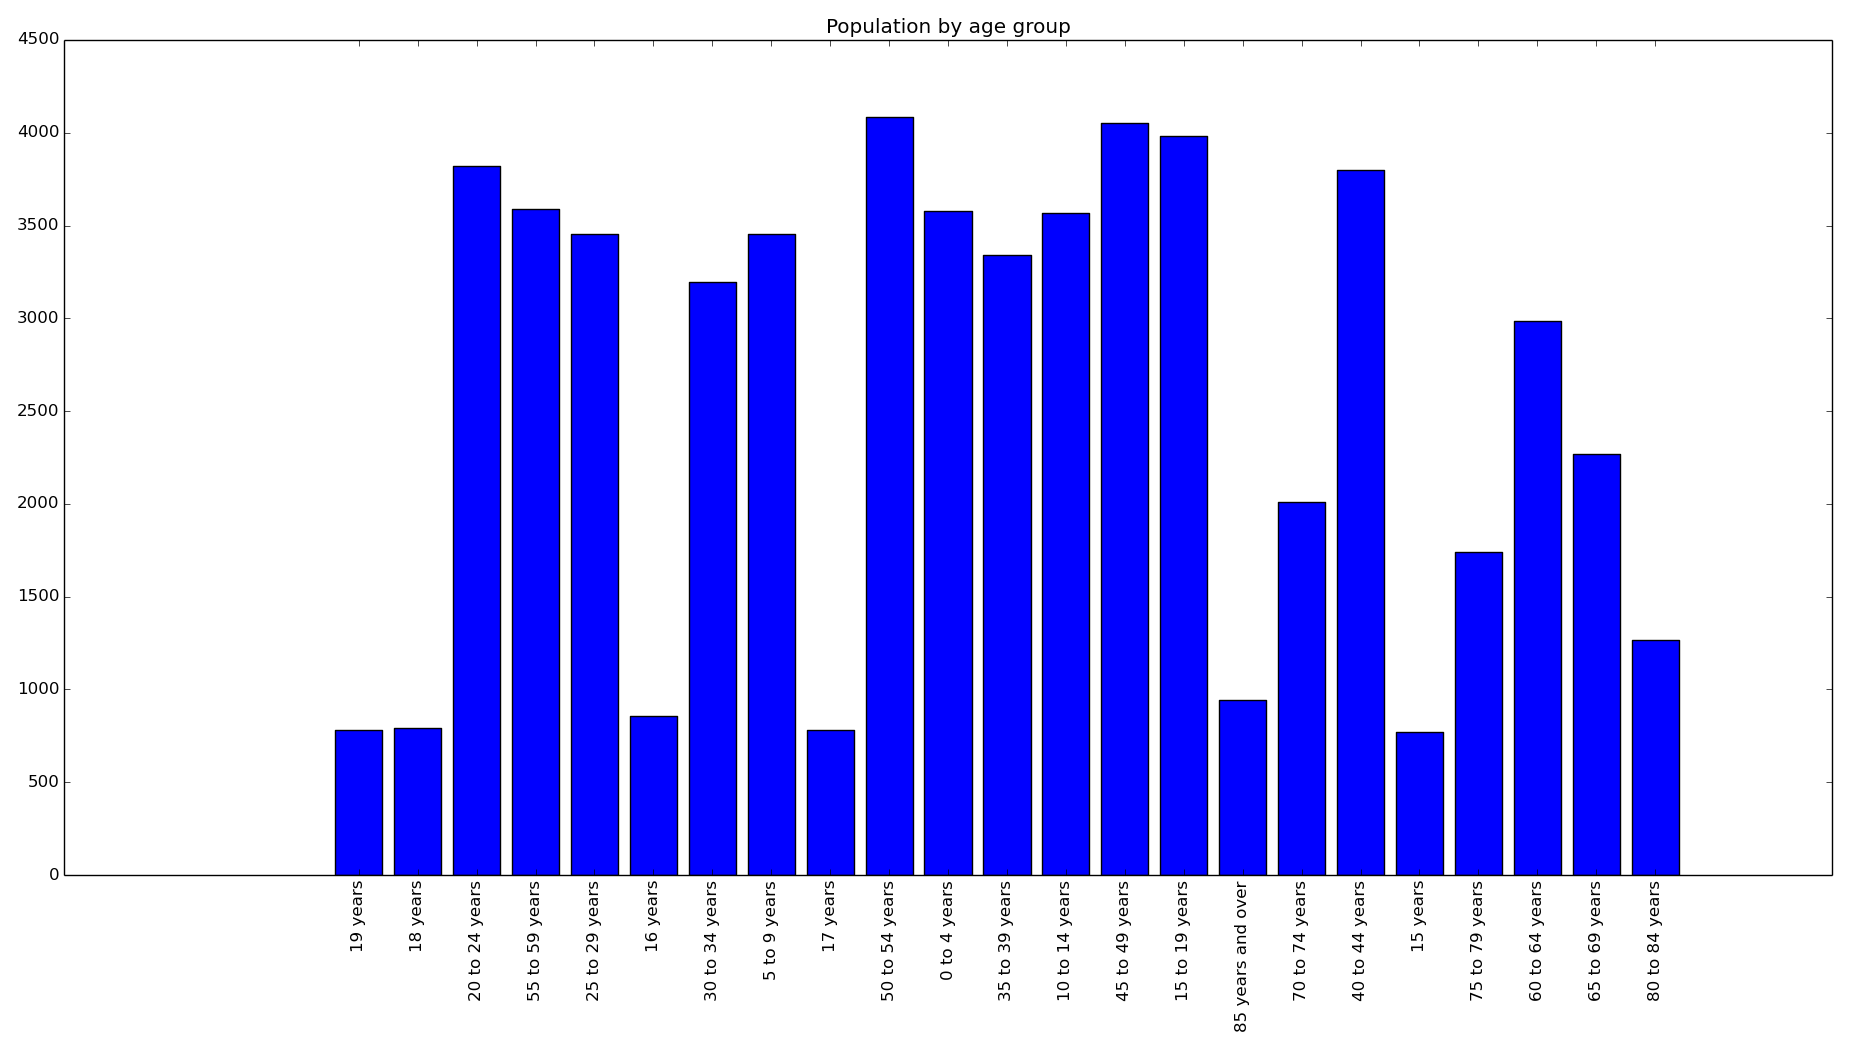 Population by age group
4500
4000
3500
3000
2500
2000
1500
1000
500
0
19 years
18 years
20 to 24 years
55 to 59 years
25 to 29 years
16 years
30 to 34 years
5 to 9 years
17 years
50 to 54 years
0 to 4 years
35 to 39 years
10 to 14 years
45 to 49 years
15 to 19 years
85 years and over
70 to 74 years
40 to 44 years
15 years
75 to 79 years
60 to 64 years
65 to 69 years
80 to 84 years